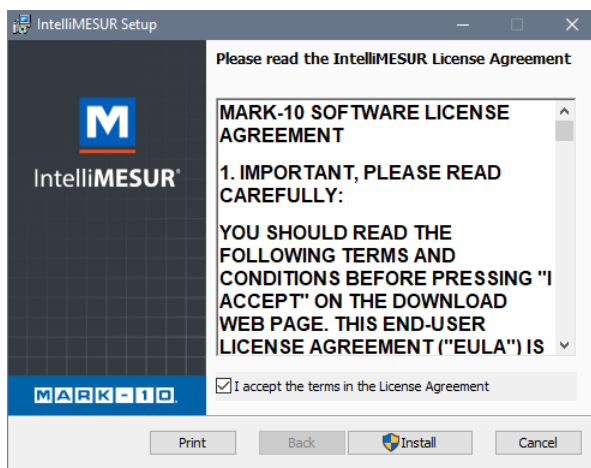 IntelliMESUR Setup
Please read the IntelliMESUR License Agreement
M
IntelliMESUR®
MARK-10 SOFTWARE LICENSE
AGREEMENT
1. IMPORTANT, PLEASE READ
CAREFULLY:
YOU SHOULD READ THE
FOLLOWING TERMS AND
CONDITIONS BEFORE PRESSING "I
ACCEPT" ON THE DOWNLOAD
WEB PAGE. THIS END-USER
LICENSE AGREEMENT ("EULA") IS
MARK-10
I accept the terms in the License Agreement
Print
Back
Install
Cancel